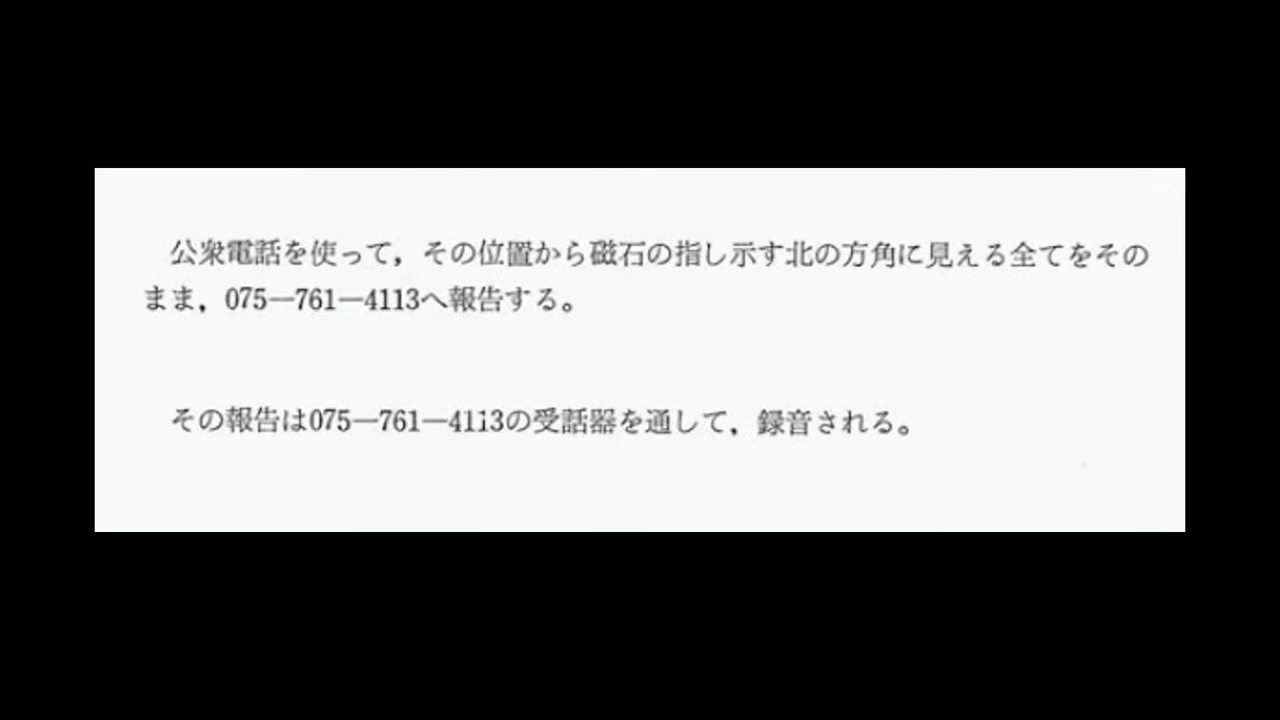 公衆電話を使って，その位置から磁石の指し示す北の方角に見える全てをその
まま，075―761―4113へ報告する。
その報告は075―761―4113の受話器を通して，録音される。